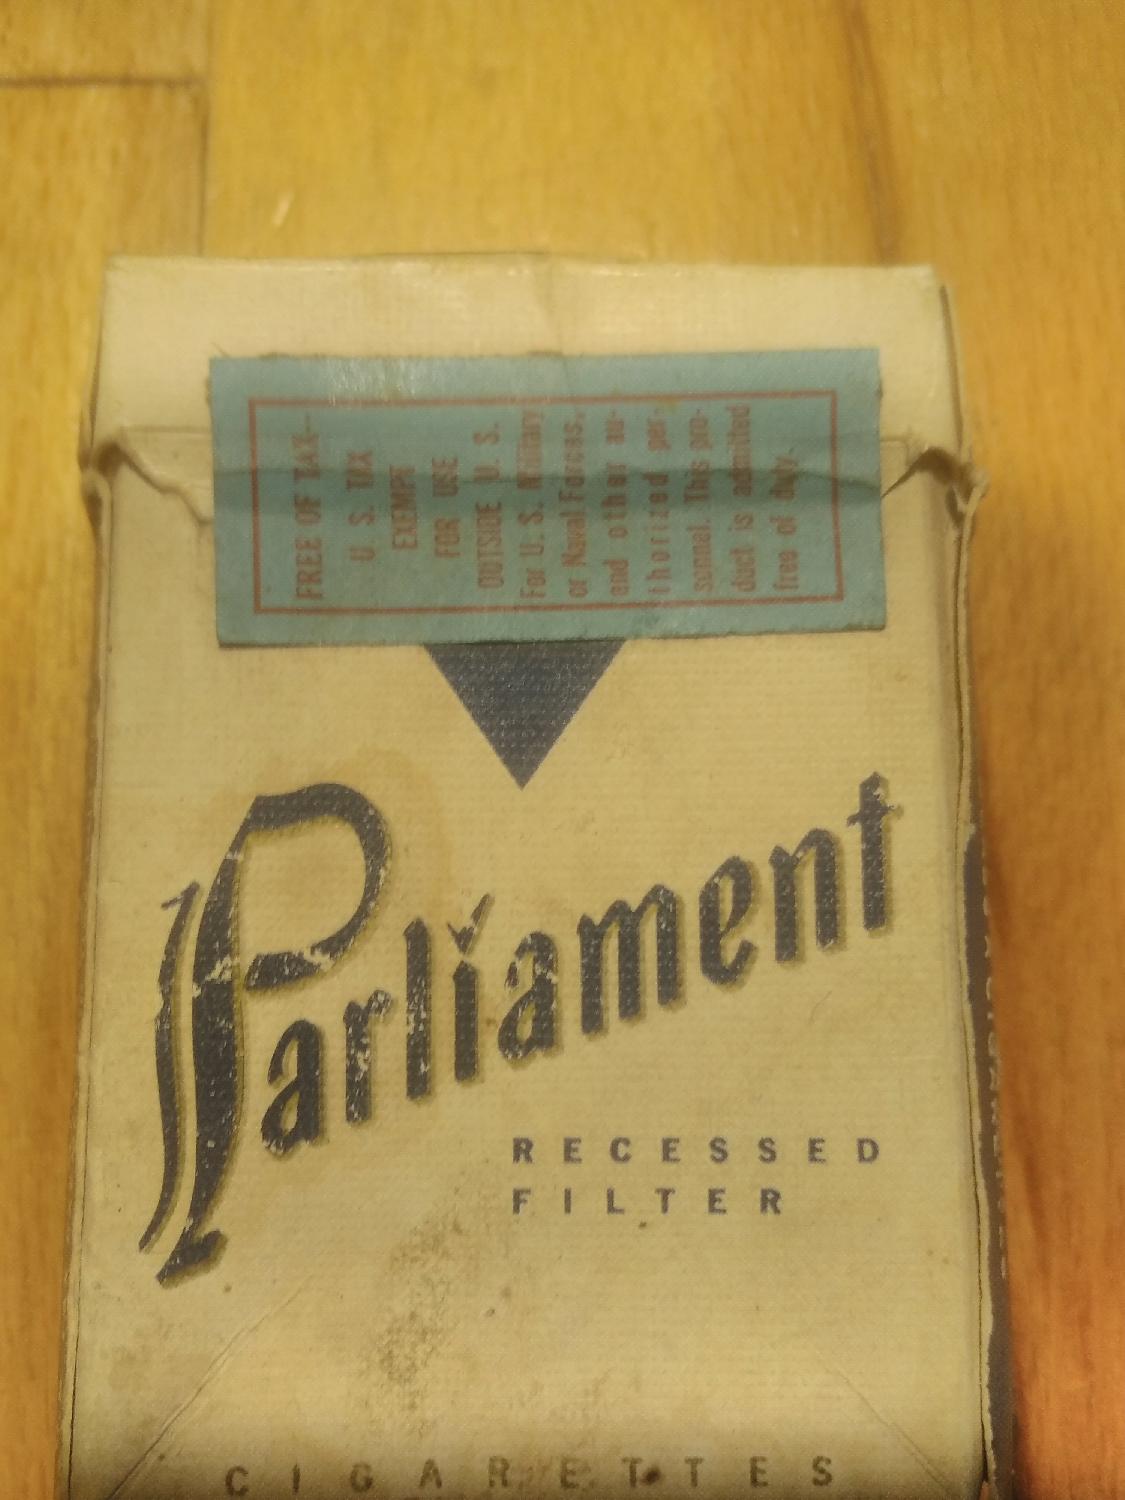 FREE OF TAX—
U. S. TAX
EXEMPT
FOR USE
OUTSIDE U. S.
For U. S. Military
or Naval Forces,
and other au-
thorized per-
sonnal. This pro-
duct is admitted
free of duty.
Parliament
RECESSED
FILTER
CIGARETTES